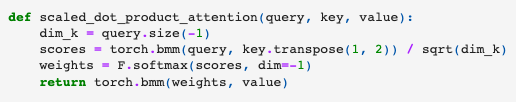 def scaled_dot_product_attention(query, key, value):
    dim_k = query.size(-1)
    scores = torch.bmm(query, key.transpose(1, 2)) / sqrt(dim_k)
    weights = F.softmax(scores, dim=-1)
    return torch.bmm(weights, value)